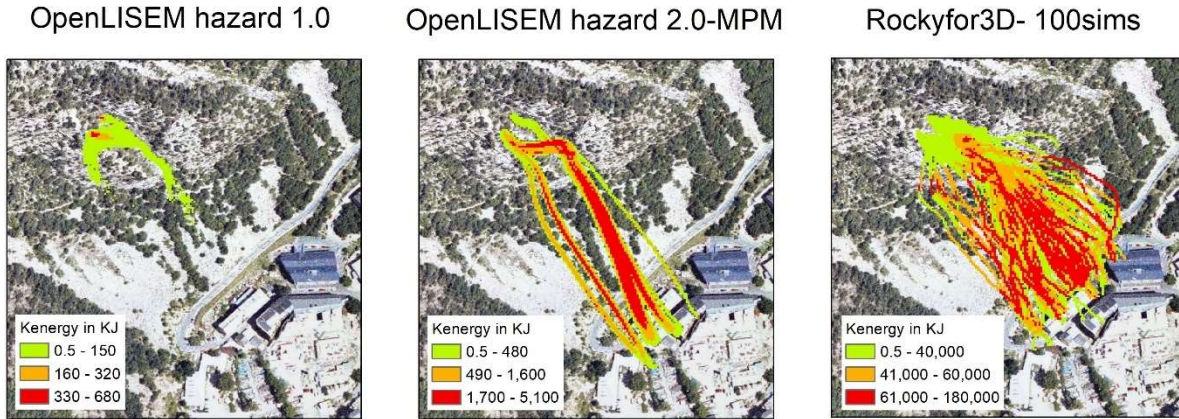 OpenLISEM hazard 1.0
OpenLISEM hazard 2.0-MPM
Rockyfor3D- 100sims
Kenergy in KJ
0.5 - 150
160 - 320
330 - 680
Kenergy in KJ
0.5 - 480
490 - 1,600
1,700 - 5,100
Kenergy in KJ
0.5 - 40,000
41,000 - 60,000
61,000 - 180,000